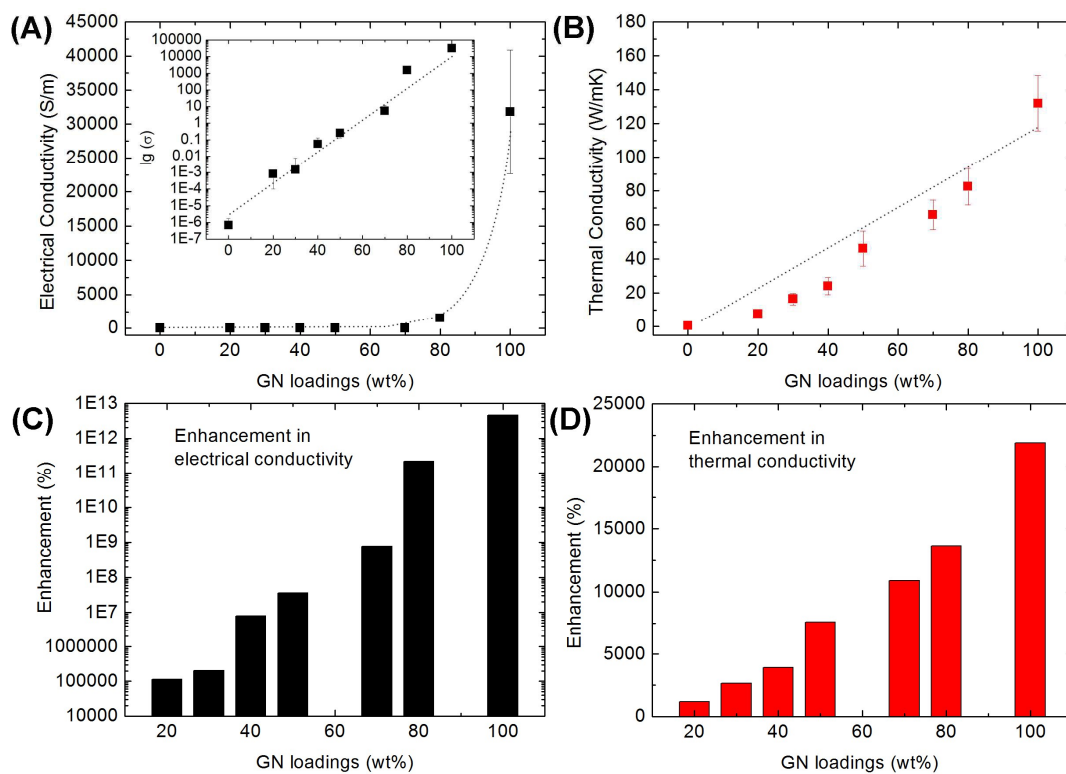 (A)
45000
40000
35000
30000
25000
20000
15000
10000
5000
0
Electrical Conductivity (S/m)
0 20 40 60 80 100
GN loadings (wt%)
100000
10000
1000
100
10
1
0.1
0.01
1E-3
1E-4
1E-5
1E-6
1E-7
lg (σ)
0 20 40 60 80 100
(B)
180
160
140
120
100
80
60
40
20
0
Thermal Conductivity (W/mK)
0 20 40 60 80 100
GN loadings (wt%)
(C)
1E13
1E12
1E11
1E10
1E9
1E8
1E7
1000000
100000
10000
Enhancement (%)
Enhancement in
electrical conductivity
20 40 60 80 100
GN loadings (wt%)
(D)
25000
20000
15000
10000
5000
0
Enhancement (%)
Enhancement in
thermal conductivity
20 40 60 80 100
GN loadings (wt%)